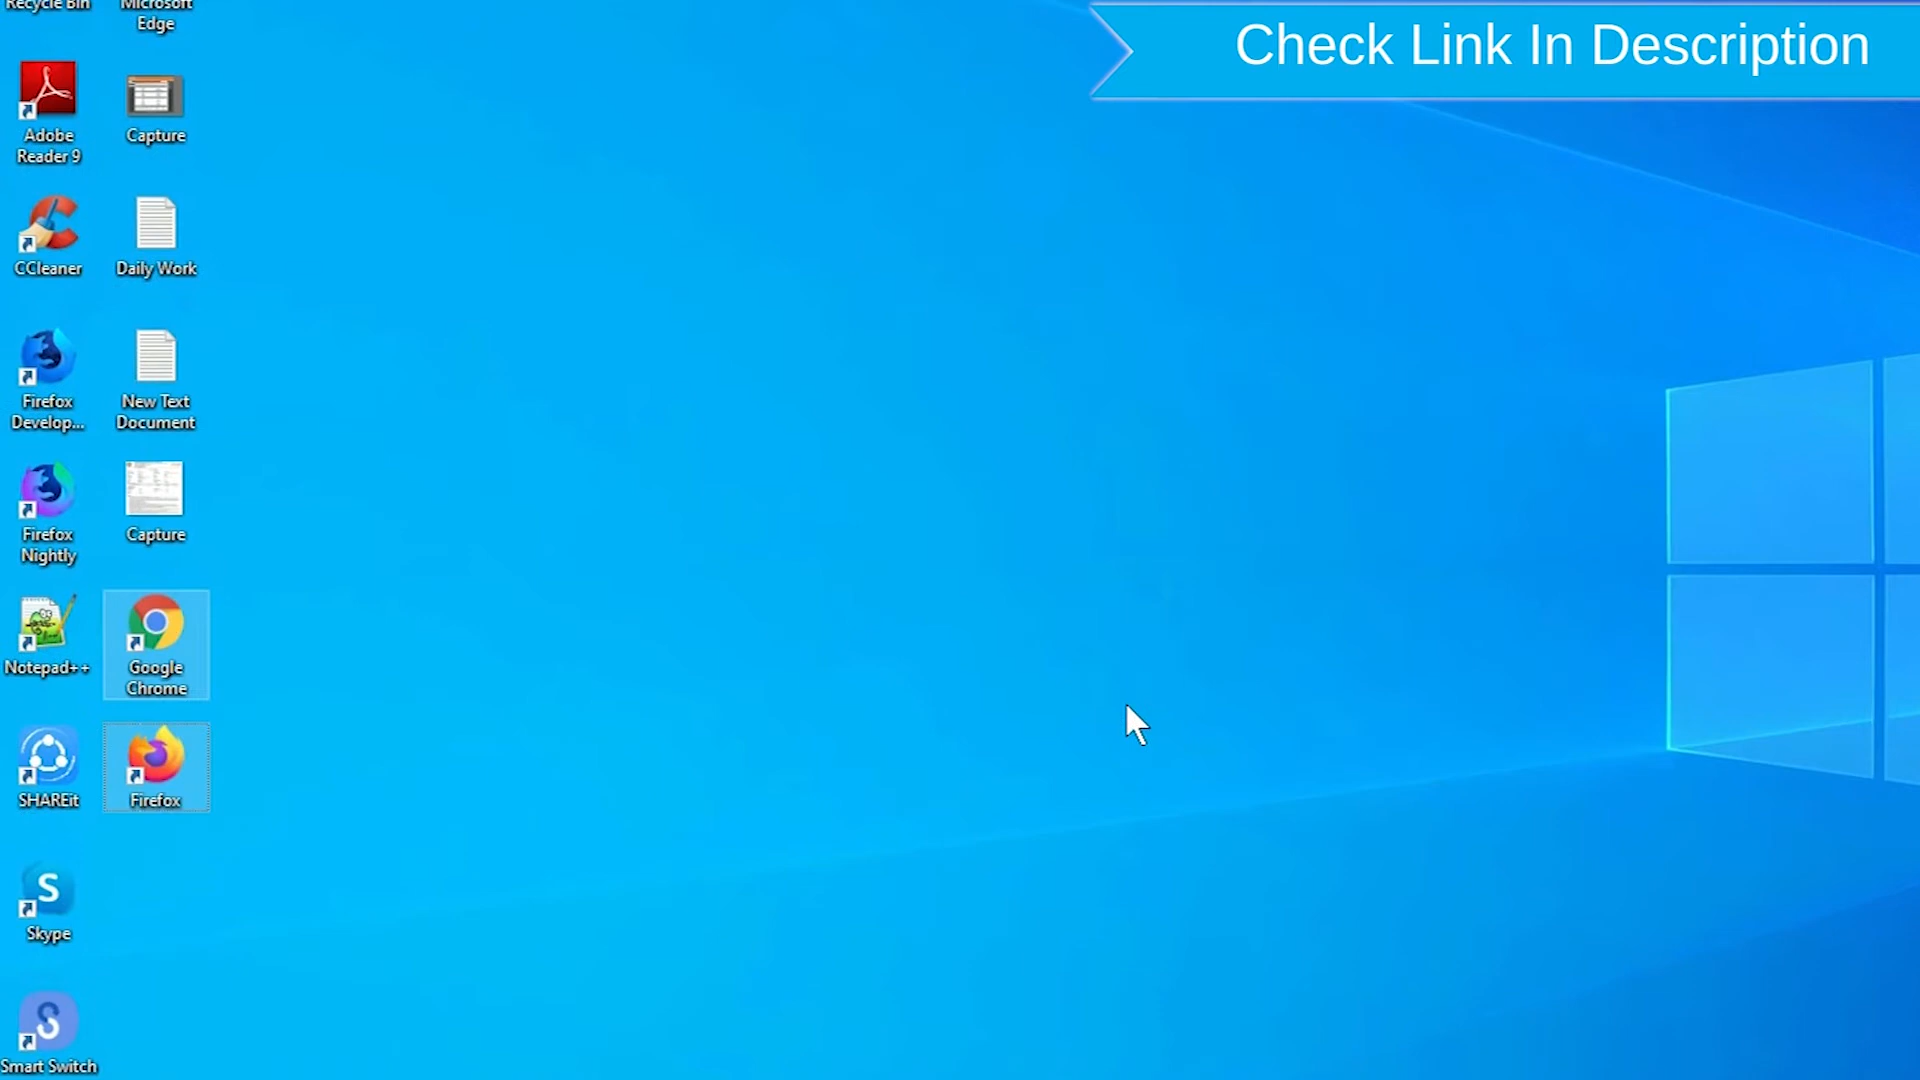 Recycle Bin
Microsoft
Edge
Check Link In Description
Adobe
Reader 9
Capture
CCleaner
Daily Work
Firefox
Develop...
New Text
Document
Firefox
Nightly
Capture
Notepad++
Google
Chrome
SHAREit
Firefox
Skype
Smart Switch